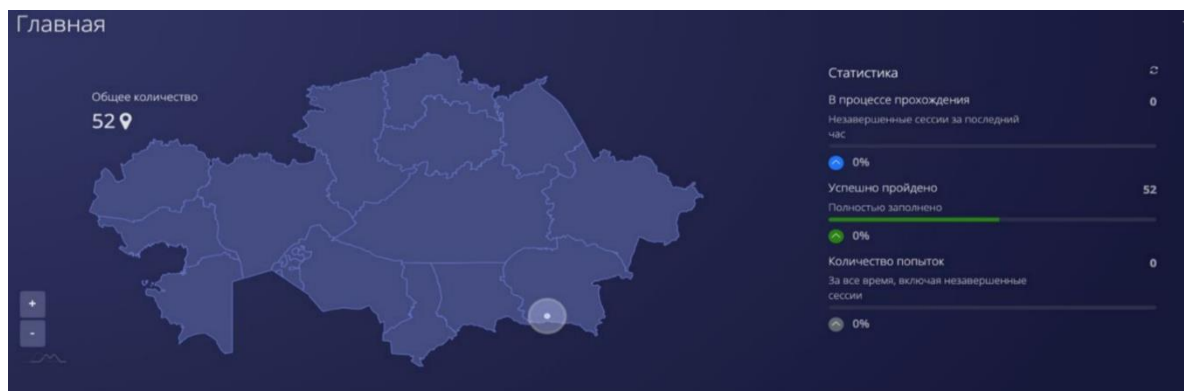 Главная
Общее количество
52
+
-
Статистика
В процессе прохождения 0
Незавершенные сессии за последний
час
0%
Успешно пройдено 52
Полностью заполнено
0%
Количество попыток 0
За все время, включая незавершенные
сессии
0%